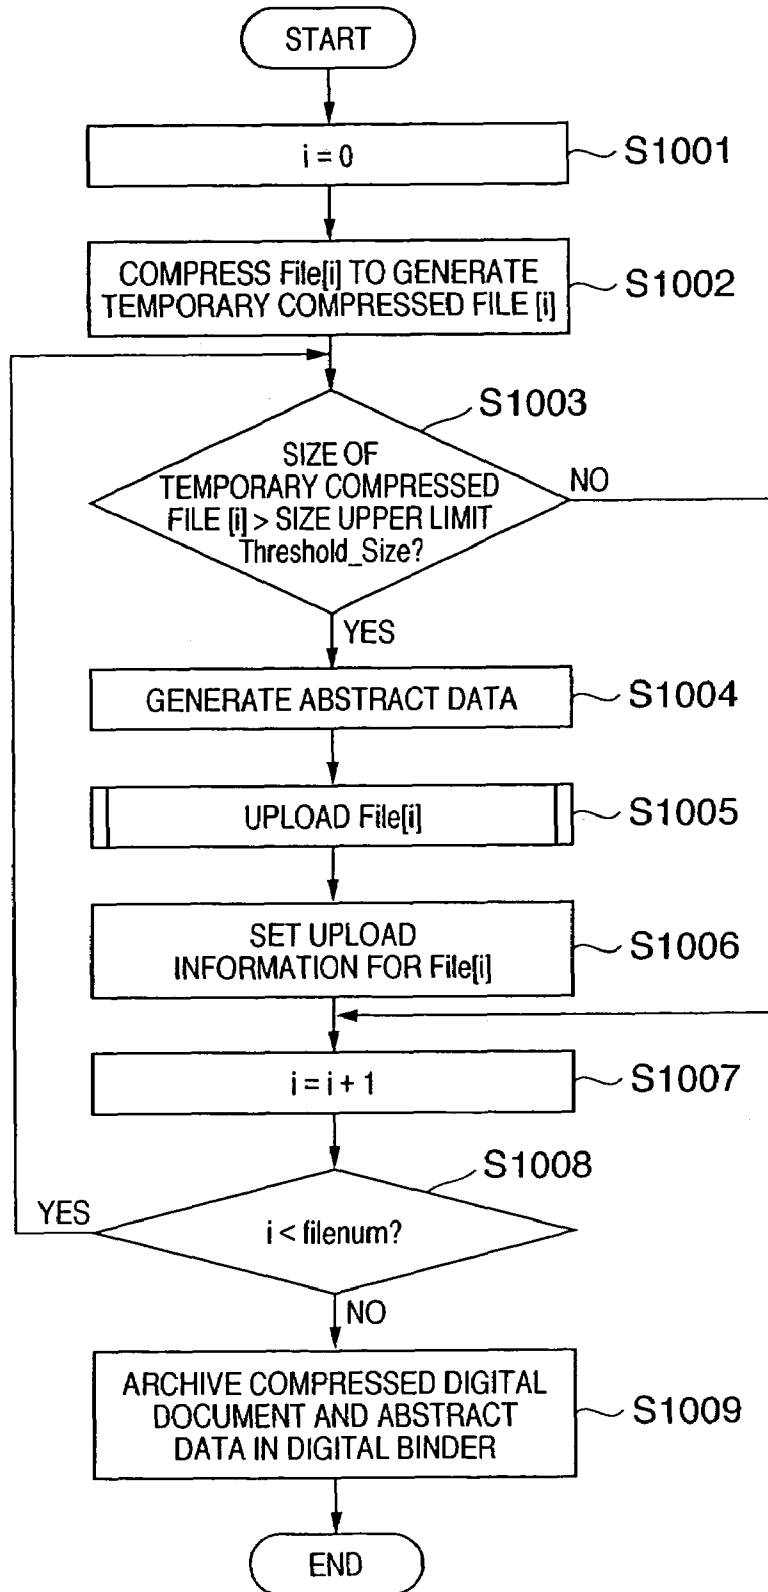 START
i = 0
S1001
COMPRESS File[i] TO GENERATE
TEMPORARY COMPRESSED FILE [i]
S1002
S1003
SIZE OF
TEMPORARY COMPRESSED
FILE [i] > SIZE UPPER LIMIT
Threshold_Size?
NO
YES
GENERATE ABSTRACT DATA
S1004
UPLOAD File[i]
S1005
SET UPLOAD
INFORMATION FOR File[i]
S1006
i = i + 1
S1007
S1008
YES
i < filenum?
NO
ARCHIVE COMPRESSED DIGITAL
DOCUMENT AND ABSTRACT
DATA IN DIGITAL BINDER
S1009
END